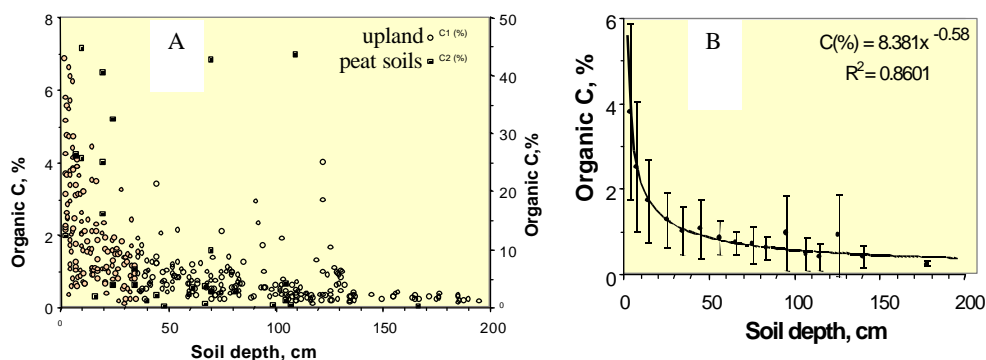 A
upland C1 (%)
peat soils C2 (%)
Organic C, %
8
6
4
2
0
50
40
30
20
10
0
Organic C,%
0 50 100 150 200
Soil depth, cm
B
C(%) = 8.381x -0.58
R2 = 0.8601
Organic C, %
6
4
2
0
0 50 100 150 200
Soil depth, cm